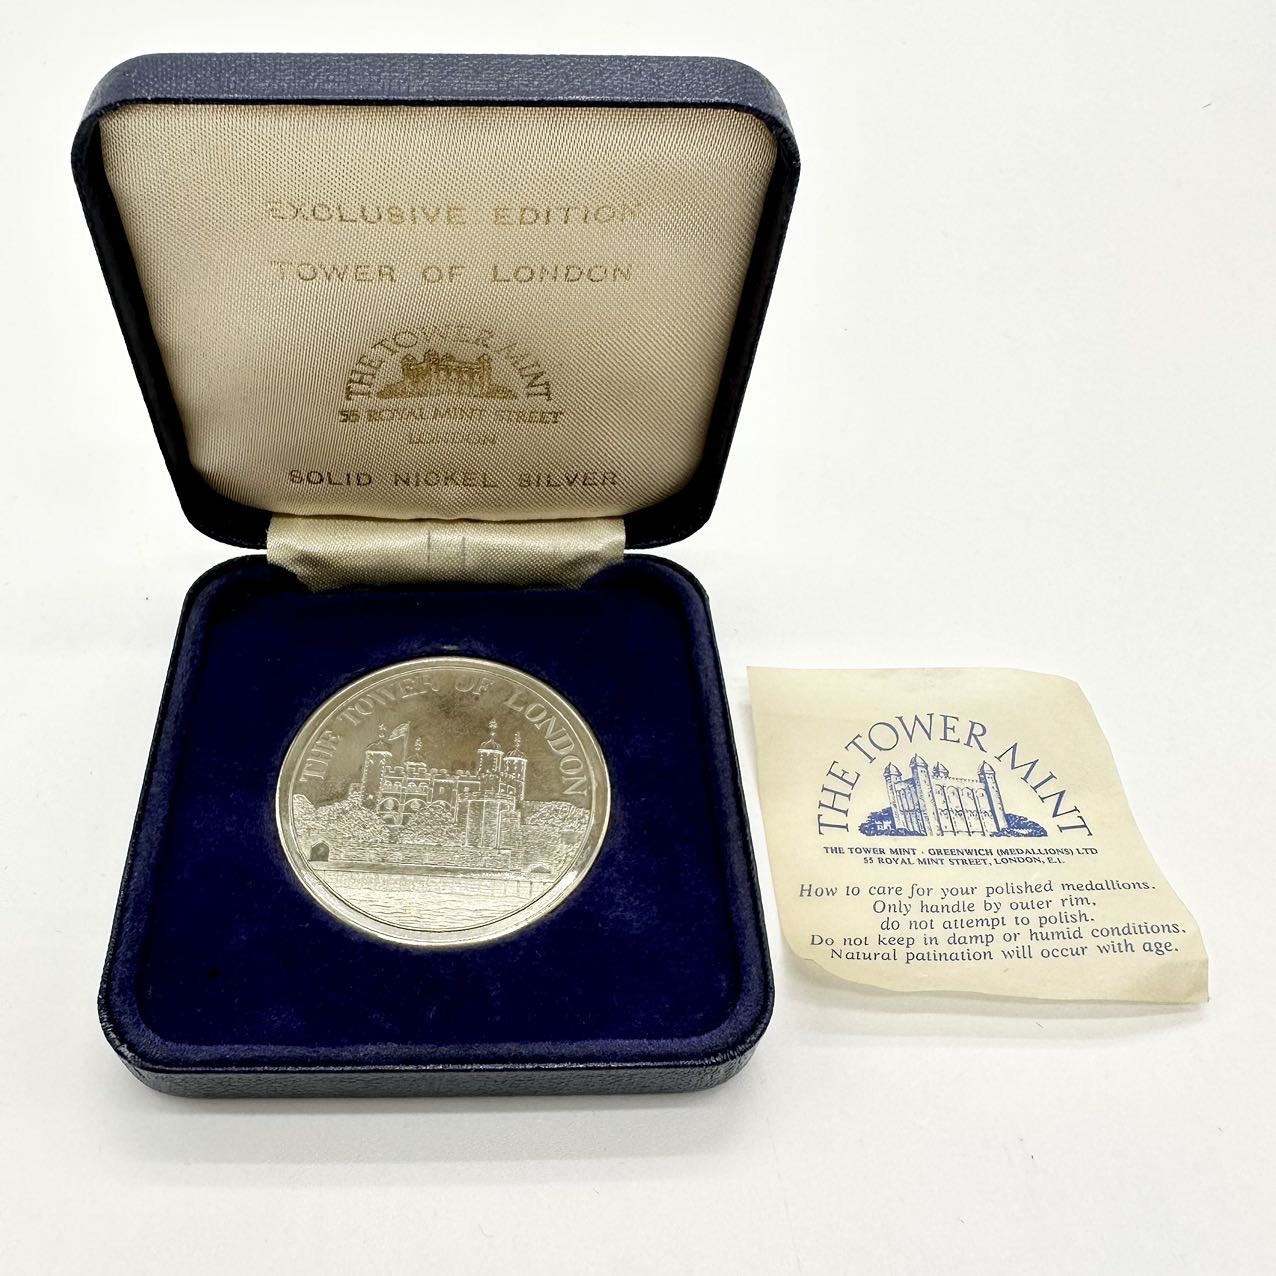 EXCLUSIVE EDITION
TOWER OF LONDON
THE TOWER MINT
55 ROYAL MINT STREET
LONDON
SOLID NICKEL SILVER
THE TOWER OF LONDON
THE TOWER MINT
THE TOWER MINT · GREENWICH (MEDALLIONS) LTD
55 ROYAL MINT STREET, LONDON, E.1.
How to care for your polished medallions.
Only handle by outer rim,
do not attempt to polish.
Do not keep in damp or humid conditions.
Natural patination will occur with age.